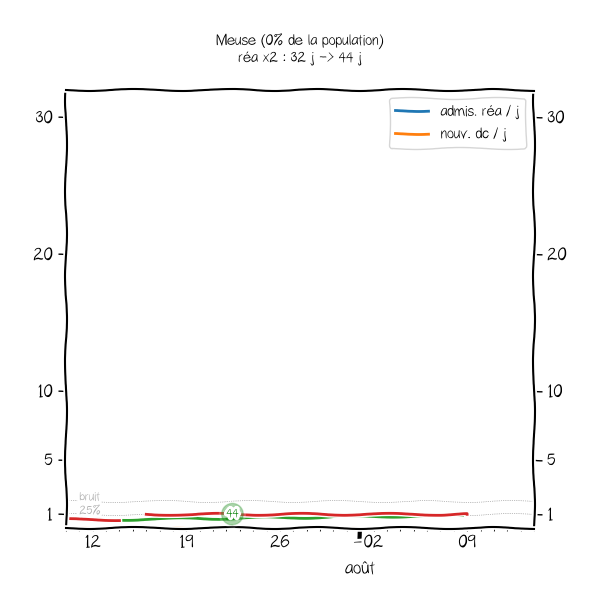 Meuse (0% de la population)
réa x2 : 32 j -> 44 j
admis. réa / j
nouv. dc / j
30
30
20
20
10
10
5
5
bruit
25%
1
44
1
12
19
26
02
09
août